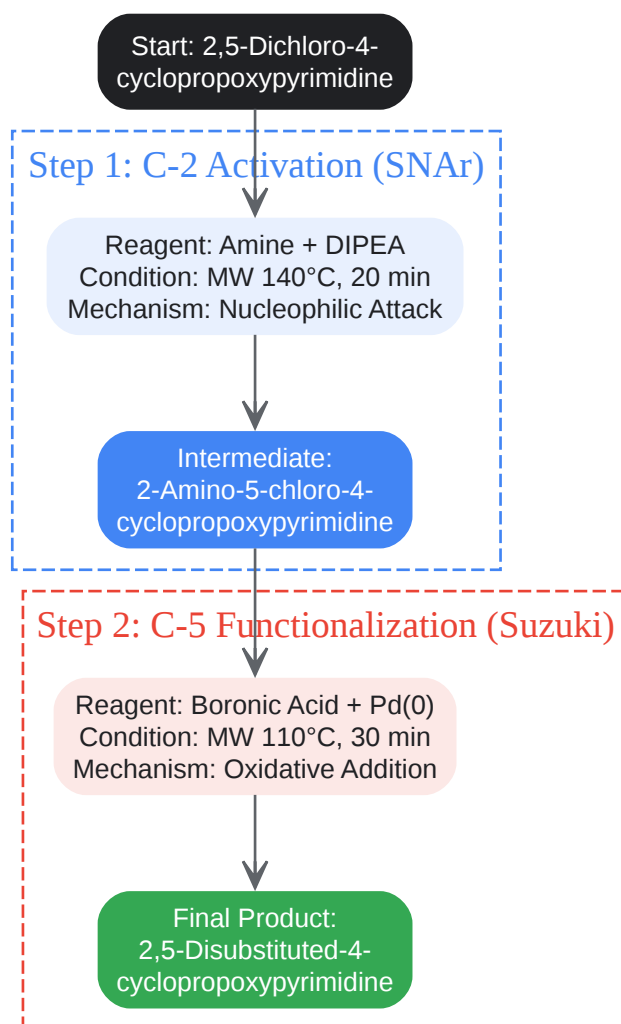 Start: 2,5-Dichloro-4-
cyclopropoxypyrimidine
Step 1: C-2 Activation (SNAr)
Reagent: Amine + DIPEA
Condition: MW 140°C, 20 min
Mechanism: Nucleophilic Attack
Intermediate:
2-Amino-5-chloro-4-
cyclopropoxypyrimidine
Step 2: C-5 Functionalization (Suzuki)
Reagent: Boronic Acid + Pd(0)
Condition: MW 110°C, 30 min
Mechanism: Oxidative Addition
Final Product:
2,5-Disubstituted-4-
cyclopropoxypyrimidine